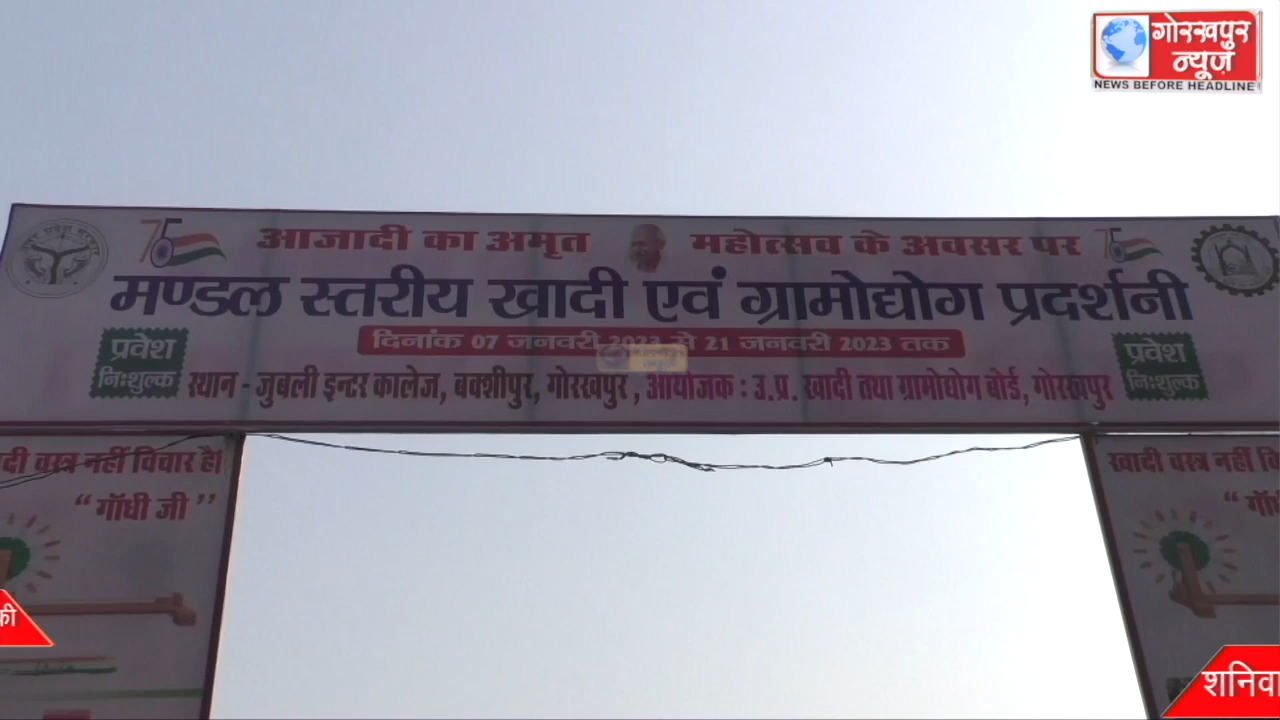 गोरखपुर
न्यूज़
NEWS BEFORE HEADLINE
75
आजादी का अमृत महोत्सव के अवसर पर
75
मण्डल स्तरीय खादी एवं ग्रामोद्योग प्रदर्शनी
दिनांक 07 जनवरी 2023 से 21 जनवरी 2023 तक
प्रवेश
निःशुल्क
स्थान - जुबली इन्टर कालेज, बक्शीपुर, गोरखपुर, आयोजक : उ.प्र. खादी तथा ग्रामोद्योग बोर्ड, गोरखपुर
प्रवेश
निःशुल्क
दी वस्त्र नहीं विचार है।
“ गाँधी जी ”
खादी वस्त्र नहीं वि
“ गाँ
की
शनिवा